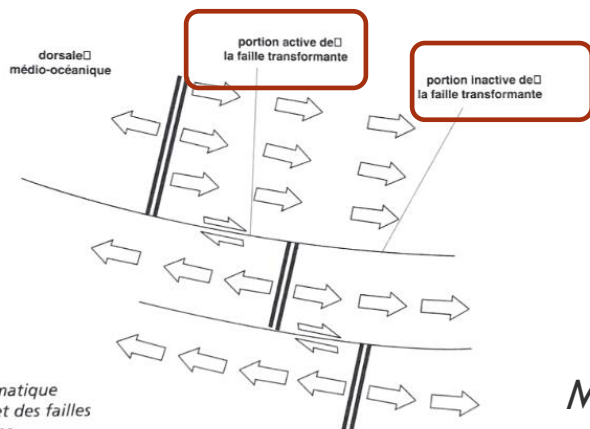 dorsale
médio-océanique
portion active de
la faille transformante
portion inactive de
la faille transformante
matique
et des failles
M